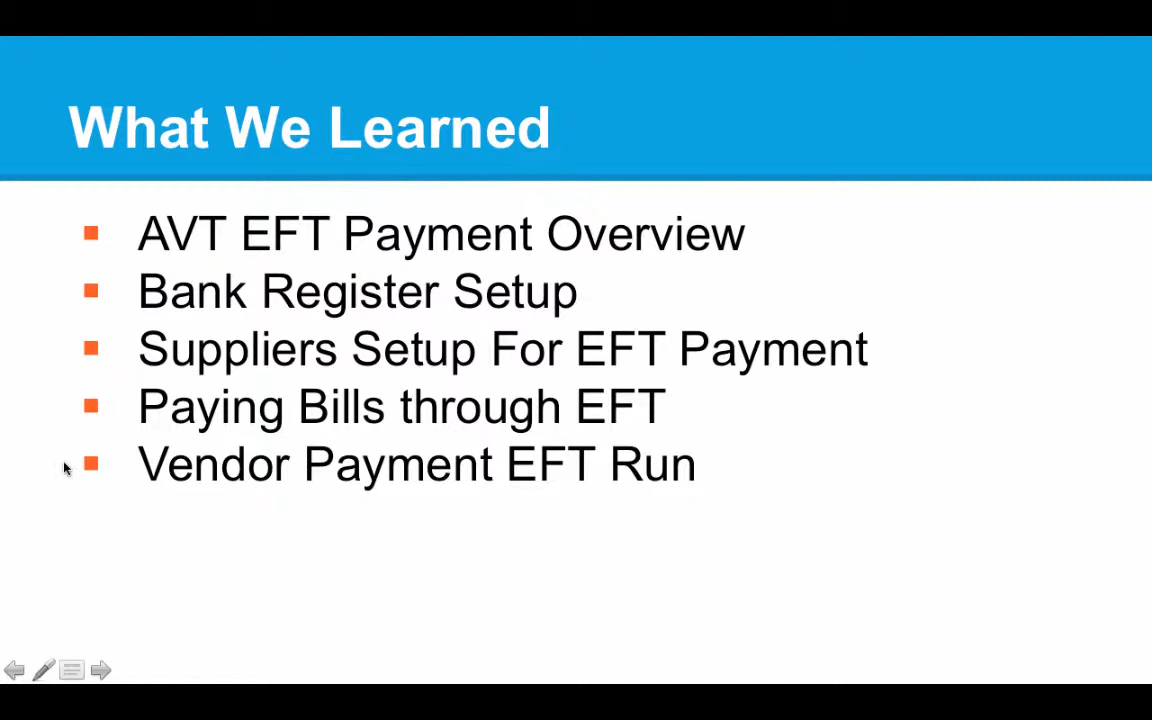 What We Learned
AVT EFT Payment Overview
Bank Register Setup
Suppliers Setup For EFT Payment
Paying Bills through EFT
Vendor Payment EFT Run